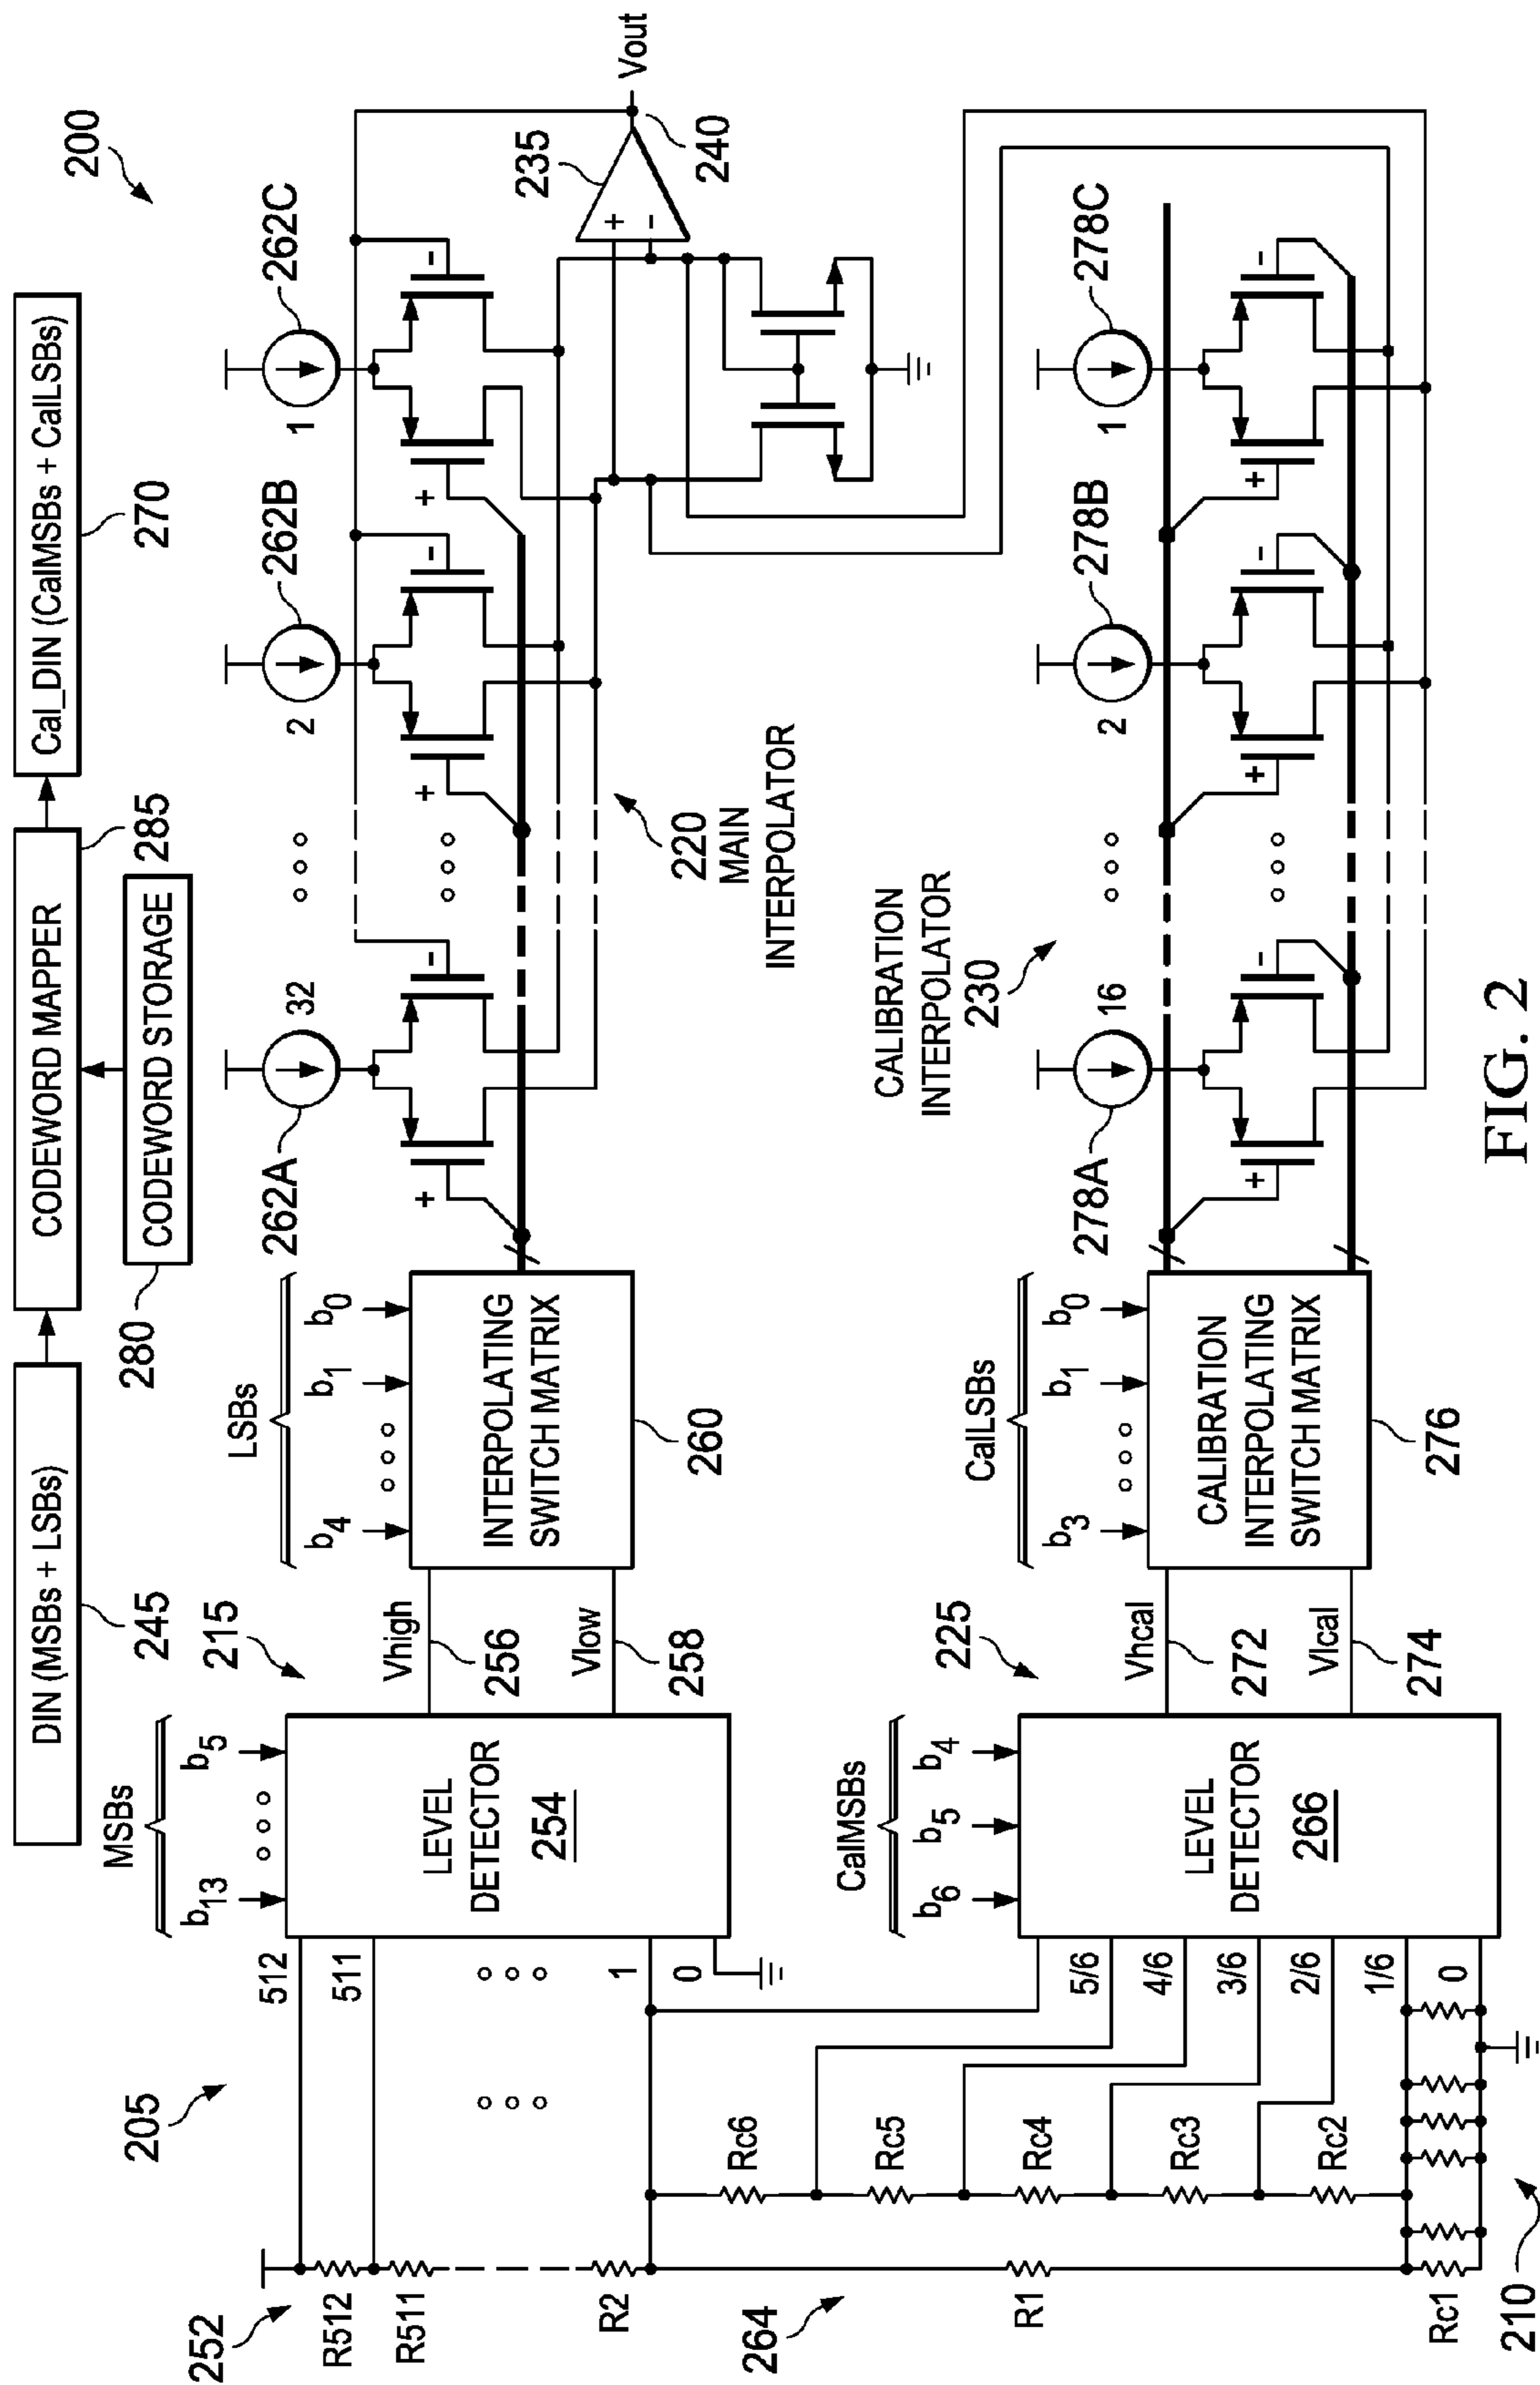 200
DIN (MSBs + LSBs)
245
CODEWORD MAPPER
285
CODEWORD STORAGE
280
Cal_DIN (CalMSBs + CalLSBs)
270
205
252
R512
R511
R2
264
R1
Rc1
210
Rc6
Rc5
Rc4
Rc3
Rc2
512
511
1
0
MSBs
b13
b5
LEVEL
DETECTOR
254
215
Vhigh
256
Vlow
258
LSBs
b4
b1
b0
INTERPOLATING
SWITCH MATRIX
260
262A
32
+
-
262B
2
+
-
262C
1
+
-
220
MAIN
INTERPOLATOR
235
+
-
240
Vout
5/6
4/6
3/6
2/6
1/6
0
CalMSBs
b6
b5
b4
LEVEL
DETECTOR
266
225
Vhcal
272
Vlcal
274
CalLSBs
b3
b1
b0
CALIBRATION
INTERPOLATING
SWITCH MATRIX
276
CALIBRATION
INTERPOLATOR
230
278A
16
+
-
278B
2
+
-
278C
1
+
-
FIG. 2